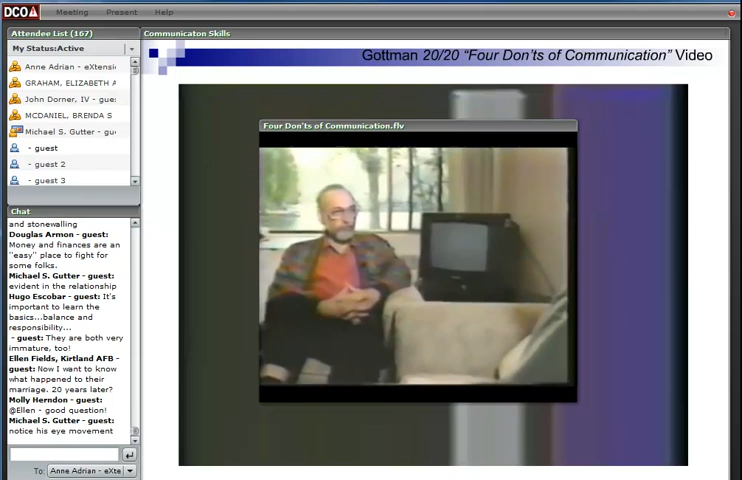 DCO
Meeting Present Help
Attendee List (167)
My Status:Active
Anne Adrian - eXtensi
GRAHAM, ELIZABETH A
John Dorner, IV - gue
MCDANIEL, BRENDA S
Michael S. Gutter - gu
- guest
- guest 2
- guest 3
Chat
and stonewalling
Douglas Armon - guest:
Money and finances are an
"easy" place to fight for
some folks.
Michael S. Gutter - guest:
evident in the relationship
Hugo Escobar - guest: It's
important to learn the
basics...balance and
responsibility...
- guest: They are both very
immature, too!
Ellen Fields, Kirtland AFB -
guest: Now I want to know
what happened to their
marriage. 20 years later?
Molly Herndon - guest:
@Ellen - good question!
Michael S. Gutter - guest:
notice his eye movement
To: Anne Adrian - eXte
Communicaton Skills
Gottman 20/20 “Four Don’ts of Communication” Video
Four Don'ts of Communication.flv